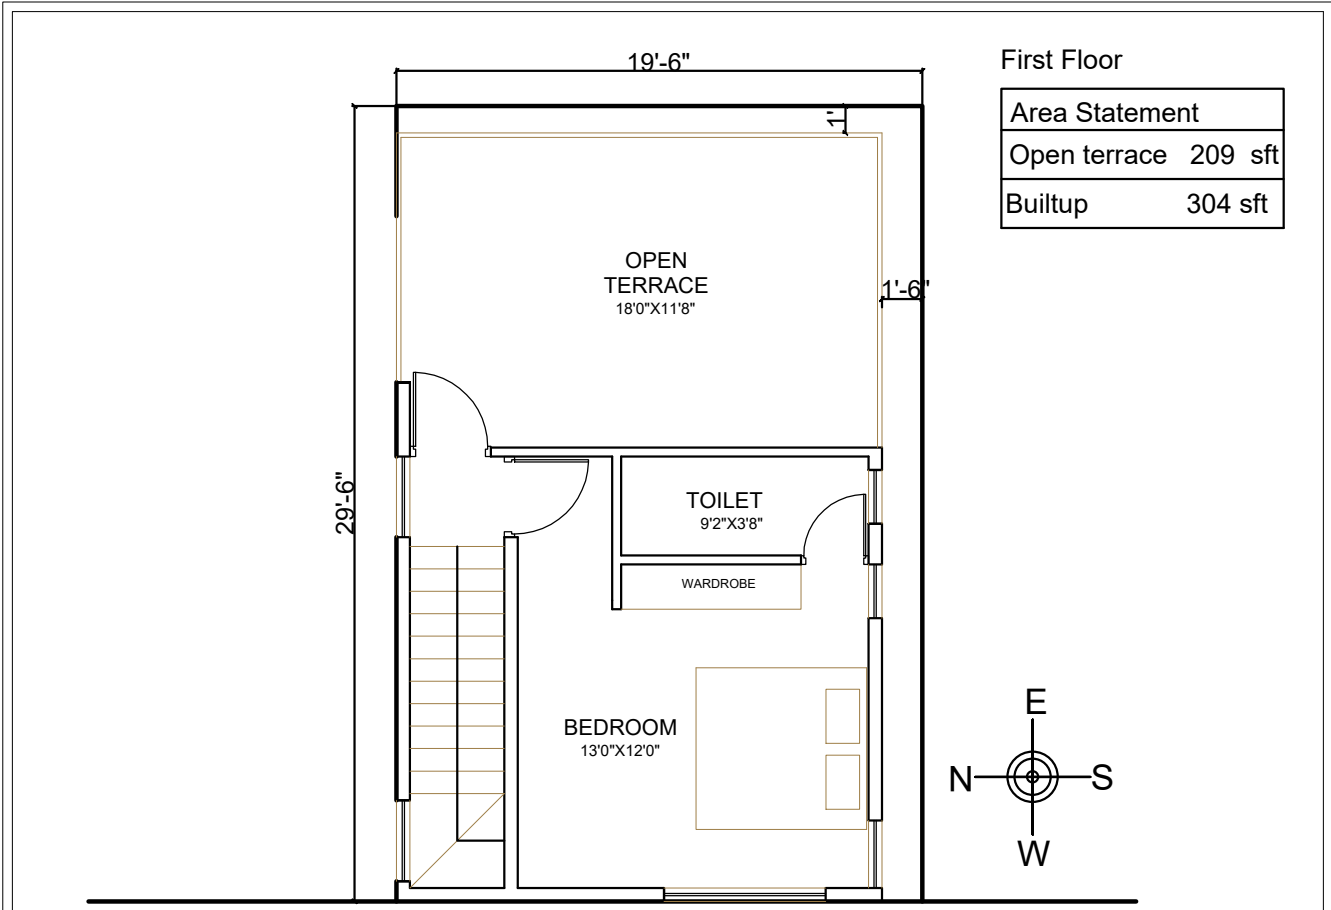 19'-6"
First Floor
Area Statement
Open terrace 209 sft
Builtup 304 sft
1'
OPEN
TERRACE
18'0"X11'8"
1'-6"
29'-6"
TOILET
9'2"X3'8"
WARDROBE
BEDROOM
13'0"X12'0"
E
N S
W